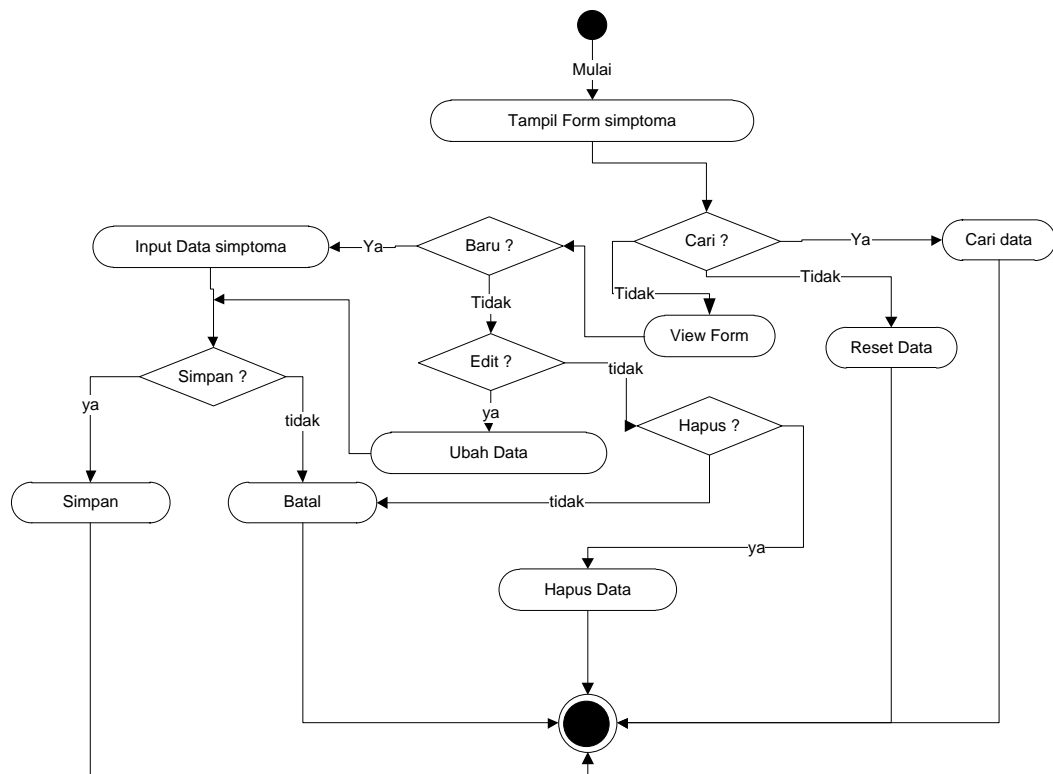 Mulai
Tampil Form simptoma
Input Data simptoma
Ya
Baru ?
Cari ?
Ya
Cari data
Tidak
Tidak
Tidak
View Form
Reset Data
Simpan ?
Edit ?
tidak
ya
tidak
ya
Hapus ?
Ubah Data
Simpan
Batal
tidak
ya
Hapus Data